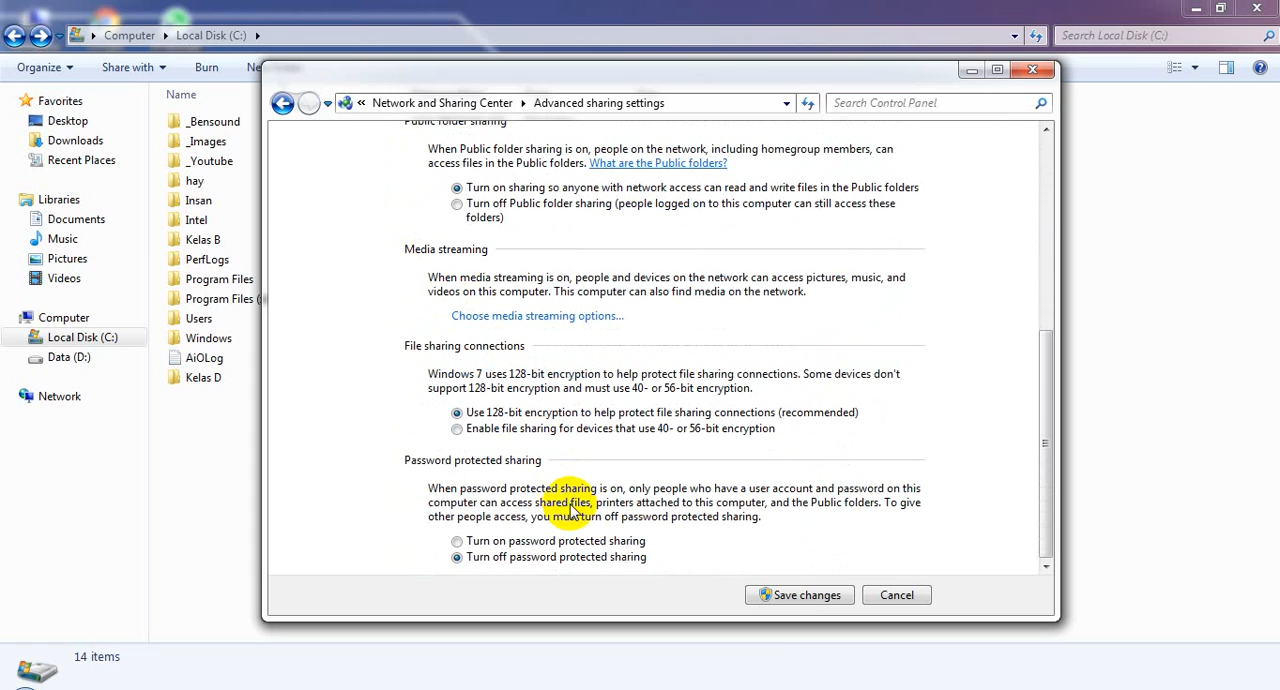 Computer Local Disk (C:)
Search Local Disk (C:)
Organize Share with Burn
Name
Favorites
Desktop
Downloads
Recent Places
Libraries
Documents
Music
Pictures
Videos
Computer
Local Disk (C:)
Data (D:)
Network
_Bensound
_Images
_Youtube
hay
Insan
Intel
Kelas B
PerfLogs
Program Files
Program Files
Users
Windows
AiOLog
Kelas D
14 items
« Network and Sharing Center Advanced sharing settings
Search Control Panel
Public folder sharing
When Public folder sharing is on, people on the network, including homegroup members, can
access files in the Public folders. What are the Public folders?
Turn on sharing so anyone with network access can read and write files in the Public folders
Turn off Public folder sharing (people logged on to this computer can still access these
folders)
Media streaming
When media streaming is on, people and devices on the network can access pictures, music, and
videos on this computer. This computer can also find media on the network.
Choose media streaming options...
File sharing connections
Windows 7 uses 128-bit encryption to help protect file sharing connections. Some devices don't
support 128-bit encryption and must use 40- or 56-bit encryption.
Use 128-bit encryption to help protect file sharing connections (recommended)
Enable file sharing for devices that use 40- or 56-bit encryption
Password protected sharing
When password protected sharing is on, only people who have a user account and password on this
computer can access shared files, printers attached to this computer, and the Public folders. To give
other people access, you must turn off password protected sharing.
Turn on password protected sharing
Turn off password protected sharing
Save changes Cancel